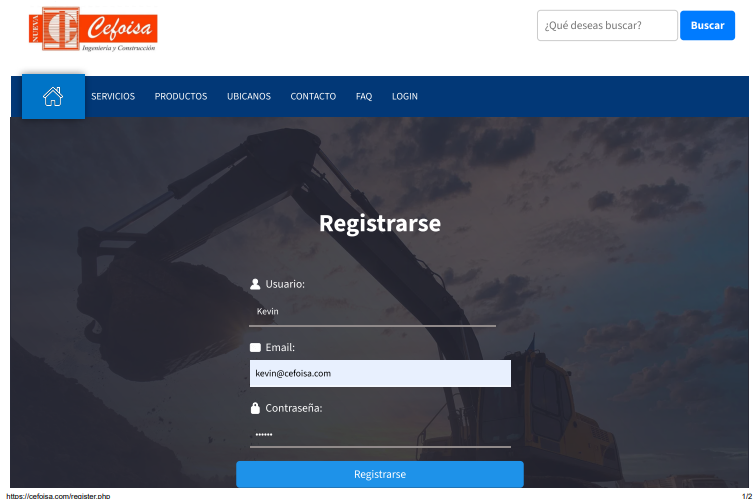 NUEVA
Cefoisa
Ingeniería y Construcción
¿Qué deseas buscar?
Buscar
SERVICIOS PRODUCTOS UBICANOS CONTACTO FAQ LOGIN
Registrarse
Usuario:
Kevin
Email:
kevin@cefoisa.com
Contraseña:
••••••
Registrarse
https://cefoisa.com/register.php 1/2